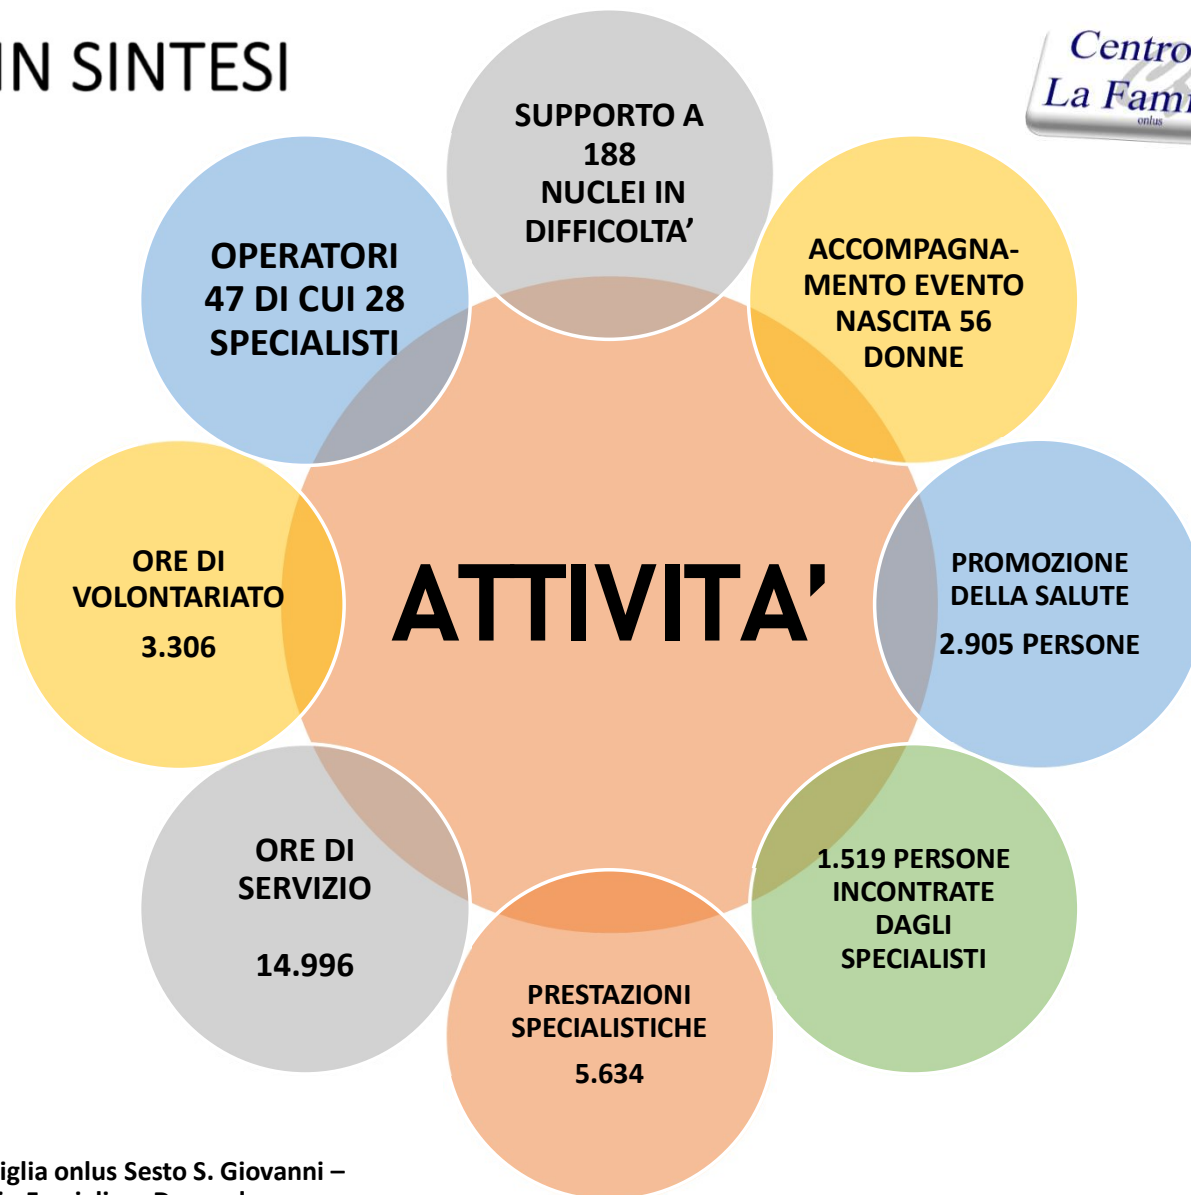 IN SINTESI
Centro
La Fam
onlus
SUPPORTO A
188
NUCLEI IN
DIFFICOLTA’
ACCOMPAGNA-
MENTO EVENTO
NASCITA 56
DONNE
PROMOZIONE
DELLA SALUTE
2.905 PERSONE
1.519 PERSONE
INCONTRATE
DAGLI
SPECIALISTI
PRESTAZIONI
SPECIALISTICHE
5.634
ORE DI
SERVIZIO
14.996
ORE DI
VOLONTARIATO
3.306
OPERATORI
47 DI CUI 28
SPECIALISTI
ATTIVITA’
iglia onlus Sesto S. Giovanni –